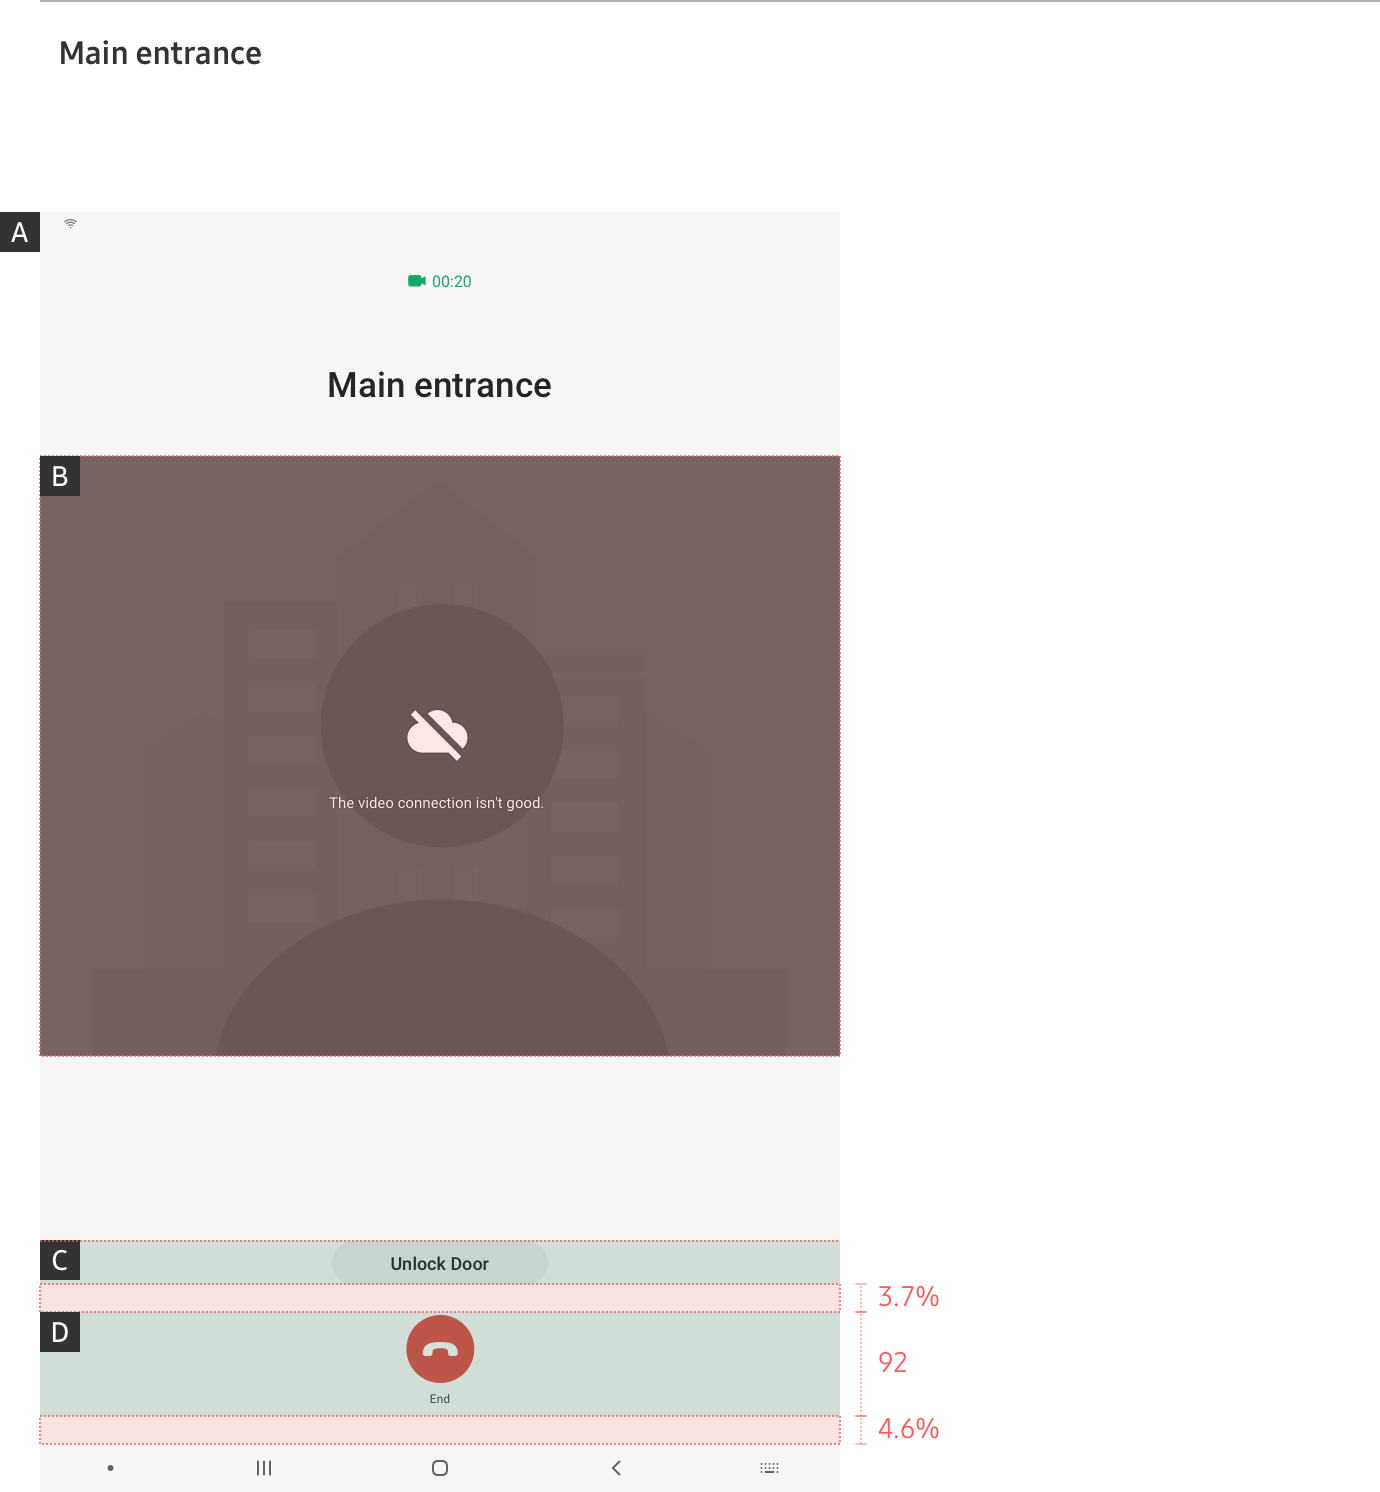 Main entrance
A
00:20
Main entrance
B
The video connection isn't good.
C
Unlock Door
3.7%
D
92
End
4.6%